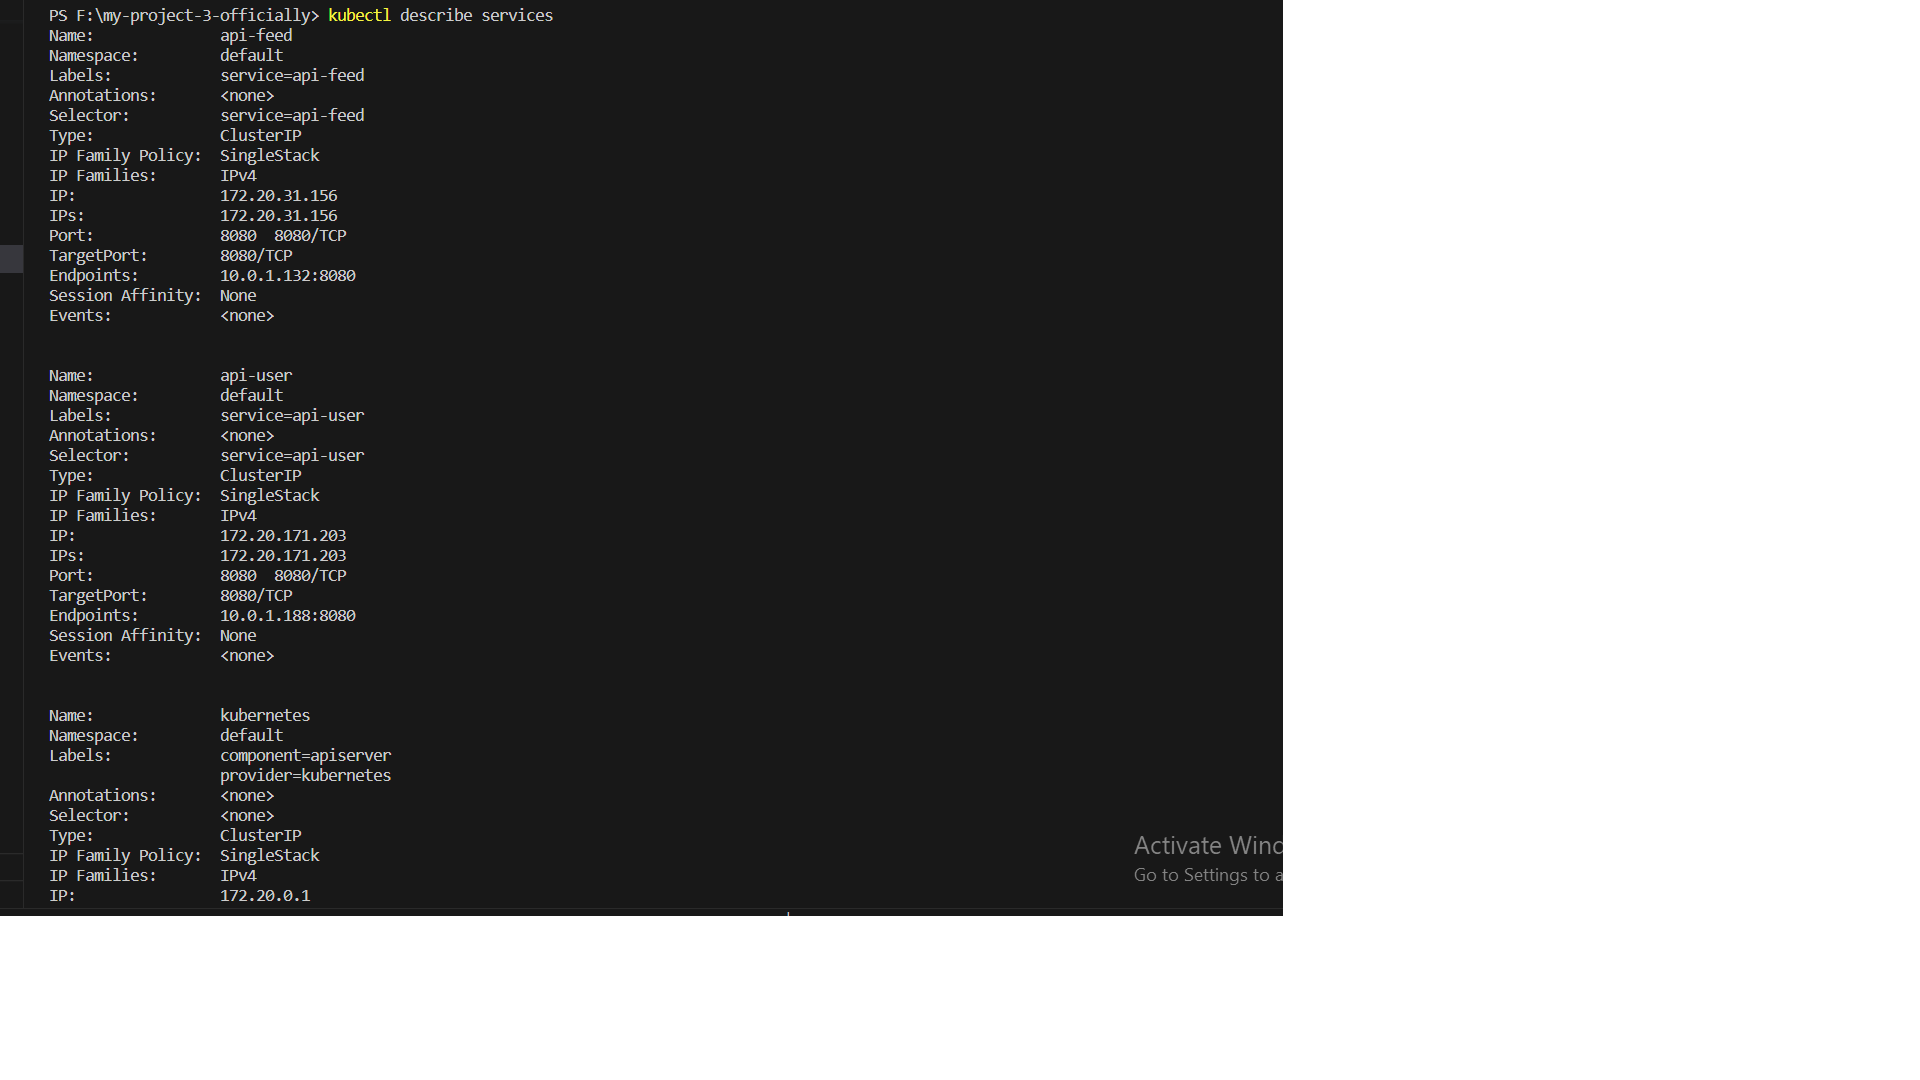 PS F:\my-project-3-officially> kubectl describe services
Name:              api-feed
Namespace:         default
Labels:            service=api-feed
Annotations:       <none>
Selector:          service=api-feed
Type:              ClusterIP
IP Family Policy:  SingleStack
IP Families:       IPv4
IP:                172.20.31.156
IPs:               172.20.31.156
Port:              8080  8080/TCP
TargetPort:        8080/TCP
Endpoints:         10.0.1.132:8080
Session Affinity:  None
Events:            <none>
Name:              api-user
Namespace:         default
Labels:            service=api-user
Annotations:       <none>
Selector:          service=api-user
Type:              ClusterIP
IP Family Policy:  SingleStack
IP Families:       IPv4
IP:                172.20.171.203
IPs:               172.20.171.203
Port:              8080  8080/TCP
TargetPort:        8080/TCP
Endpoints:         10.0.1.188:8080
Session Affinity:  None
Events:            <none>
Name:              kubernetes
Namespace:         default
Labels:            component=apiserver
                   provider=kubernetes
Annotations:       <none>
Selector:          <none>
Type:              ClusterIP
IP Family Policy:  SingleStack
IP Families:       IPv4
IP:                172.20.0.1
Activate Wind
Go to Settings to a